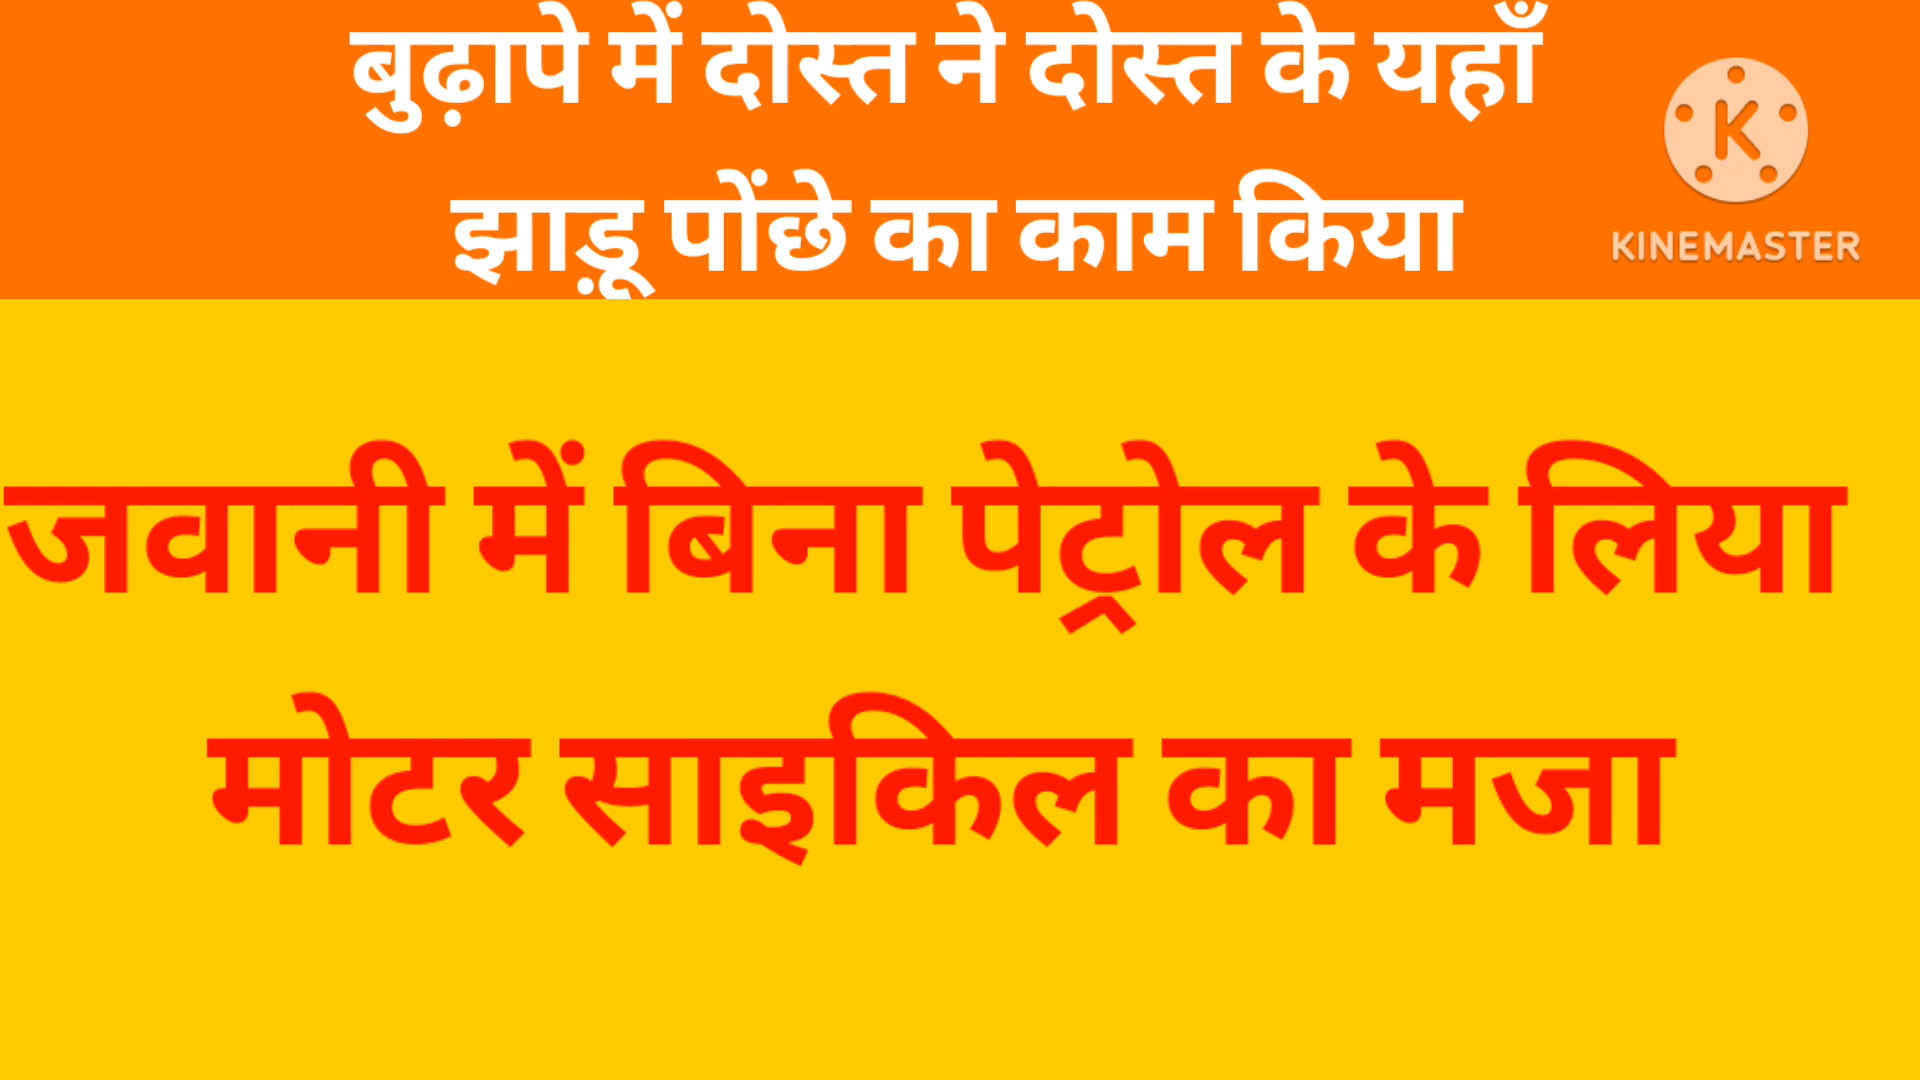 बुढ़ापे में दोस्त ने दोस्त के यहाँ
झाड़ू पोंछे का काम किया
K
KINEMASTER
जवानी में बिना पेट्रोल के लिया
मोटर साइकिल का मजा